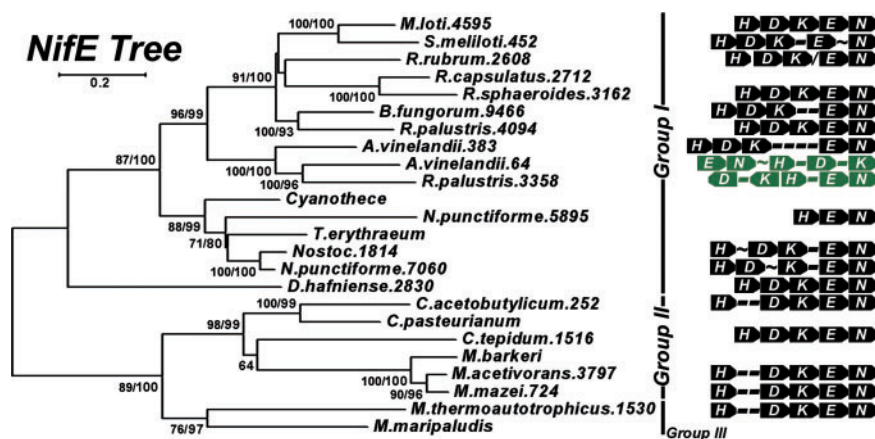 NifE Tree
0.2
100/100
M.loti.4595
S.meliloti.452
R.rubrum.2608
91/100
R.capsulatus.2712
100/100
R.sphaeroides.3162
96/99
B.fungorum.9466
100/93
R.palustris.4094
A.vinelandii.383
87/100
100/100
A.vinelandii.64
100/96
R.palustris.3358
Cyanothece
88/99
N.punctiforme.5895
71/80
T.erythraeum
Nostoc.1814
100/100
N.punctiforme.7060
D.hafniense.2830
100/99
C.acetobutylicum.252
98/99
C.pasteurianum
C.tepidum.1516
64
M.barkeri
100/100
M.acetivorans.3797
89/100
90/96
M.mazei.724
M.thermoautotrophicus.1530
76/97
M.maripaludis
Group I
Group II
Group III
H D K E N
H D K - E ~ N
H D K / E N
H D K E N
H D K - - E N
H D K E N
H D K - - - - E N
E N ~ H - D - K
D - K H - E N
H E N
H ~ D K - E N
H D ~ K - E N
H D K E N
H - - D K E N
H D K E N
H - - D K E N
H - - D K E N
H - - D K E N